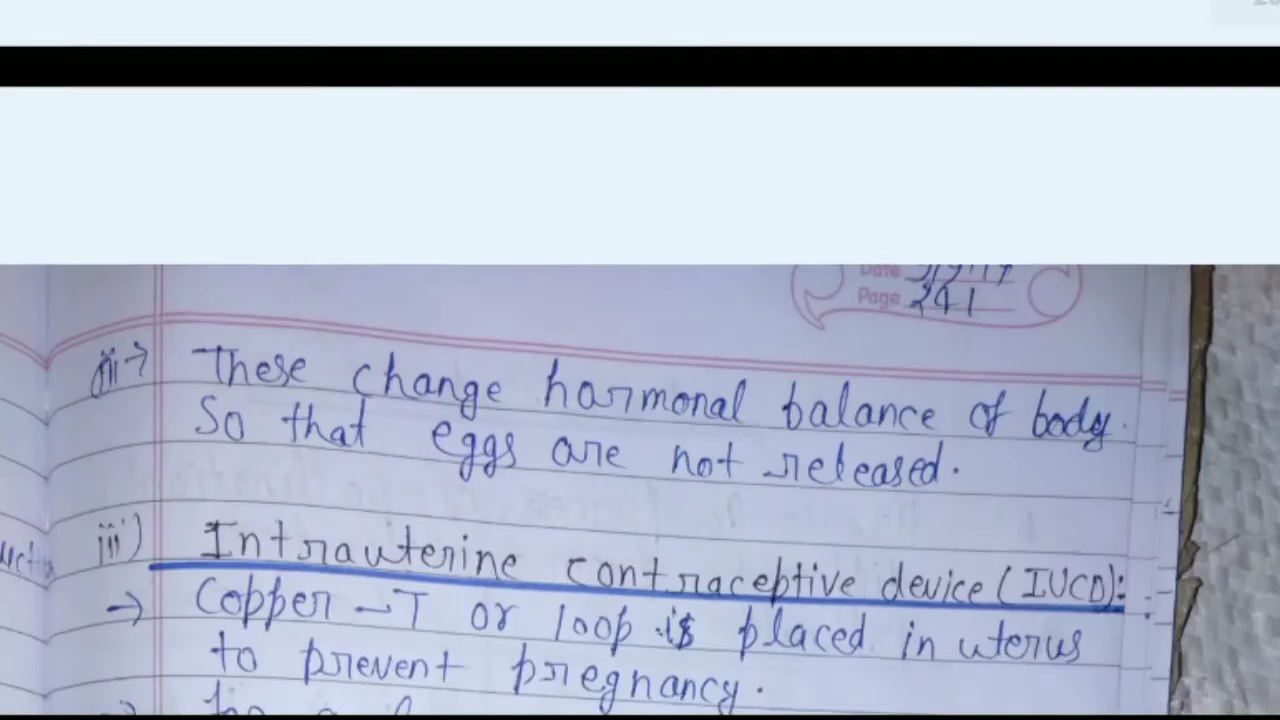 Date
Page 241
These change harmonal balance of body.
So that eggs are not released.
iii) Intrauterine contraceptive device (IUCD):
→ Copper-T or loop is placed in uterus
to prevent pregnancy.